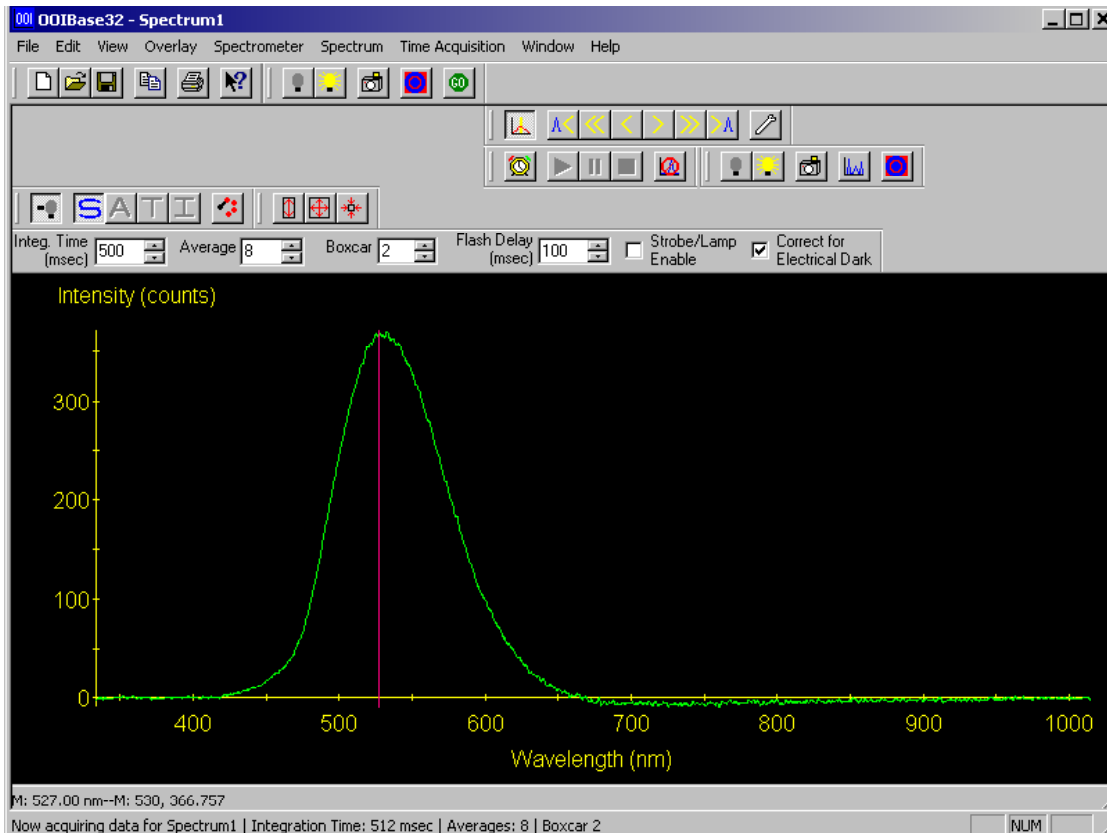 OOI OOIBase32 - Spectrum1
File Edit View Overlay Spectrometer Spectrum Time Acquisition Window Help
GO
S A T I
Integ. Time (msec) 500 Average 8 Boxcar 2 Flash Delay (msec) 100 Strobe/Lamp Enable Correct for Electrical Dark
Intensity (counts)
300
200
100
0
400 500 600 700 800 900 1000
Wavelength (nm)
M: 527.00 nm--M: 530, 366.757
Now acquiring data for Spectrum1 | Integration Time: 512 msec | Averages: 8 | Boxcar 2 NUM